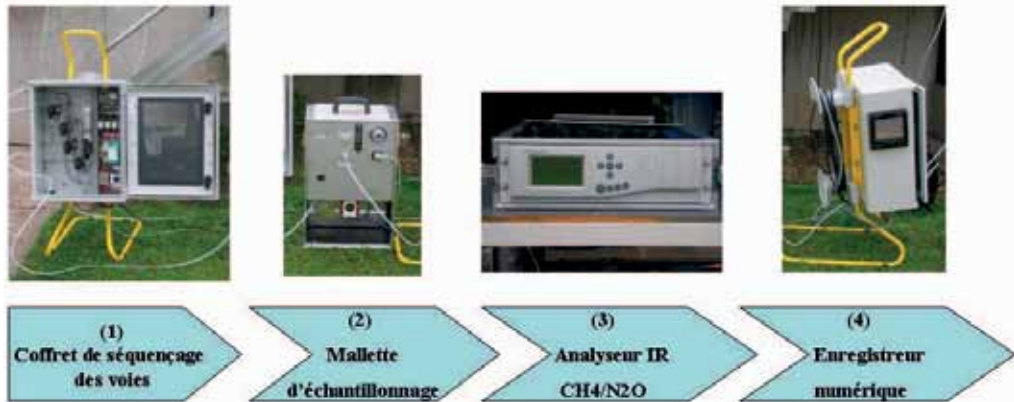 (1)
Coffret de séquençage
des voies
(2)
Mallette
d'échantillonnage
(3)
Analyseur IR
CH4/N2O
(4)
Enregistreur
numérique